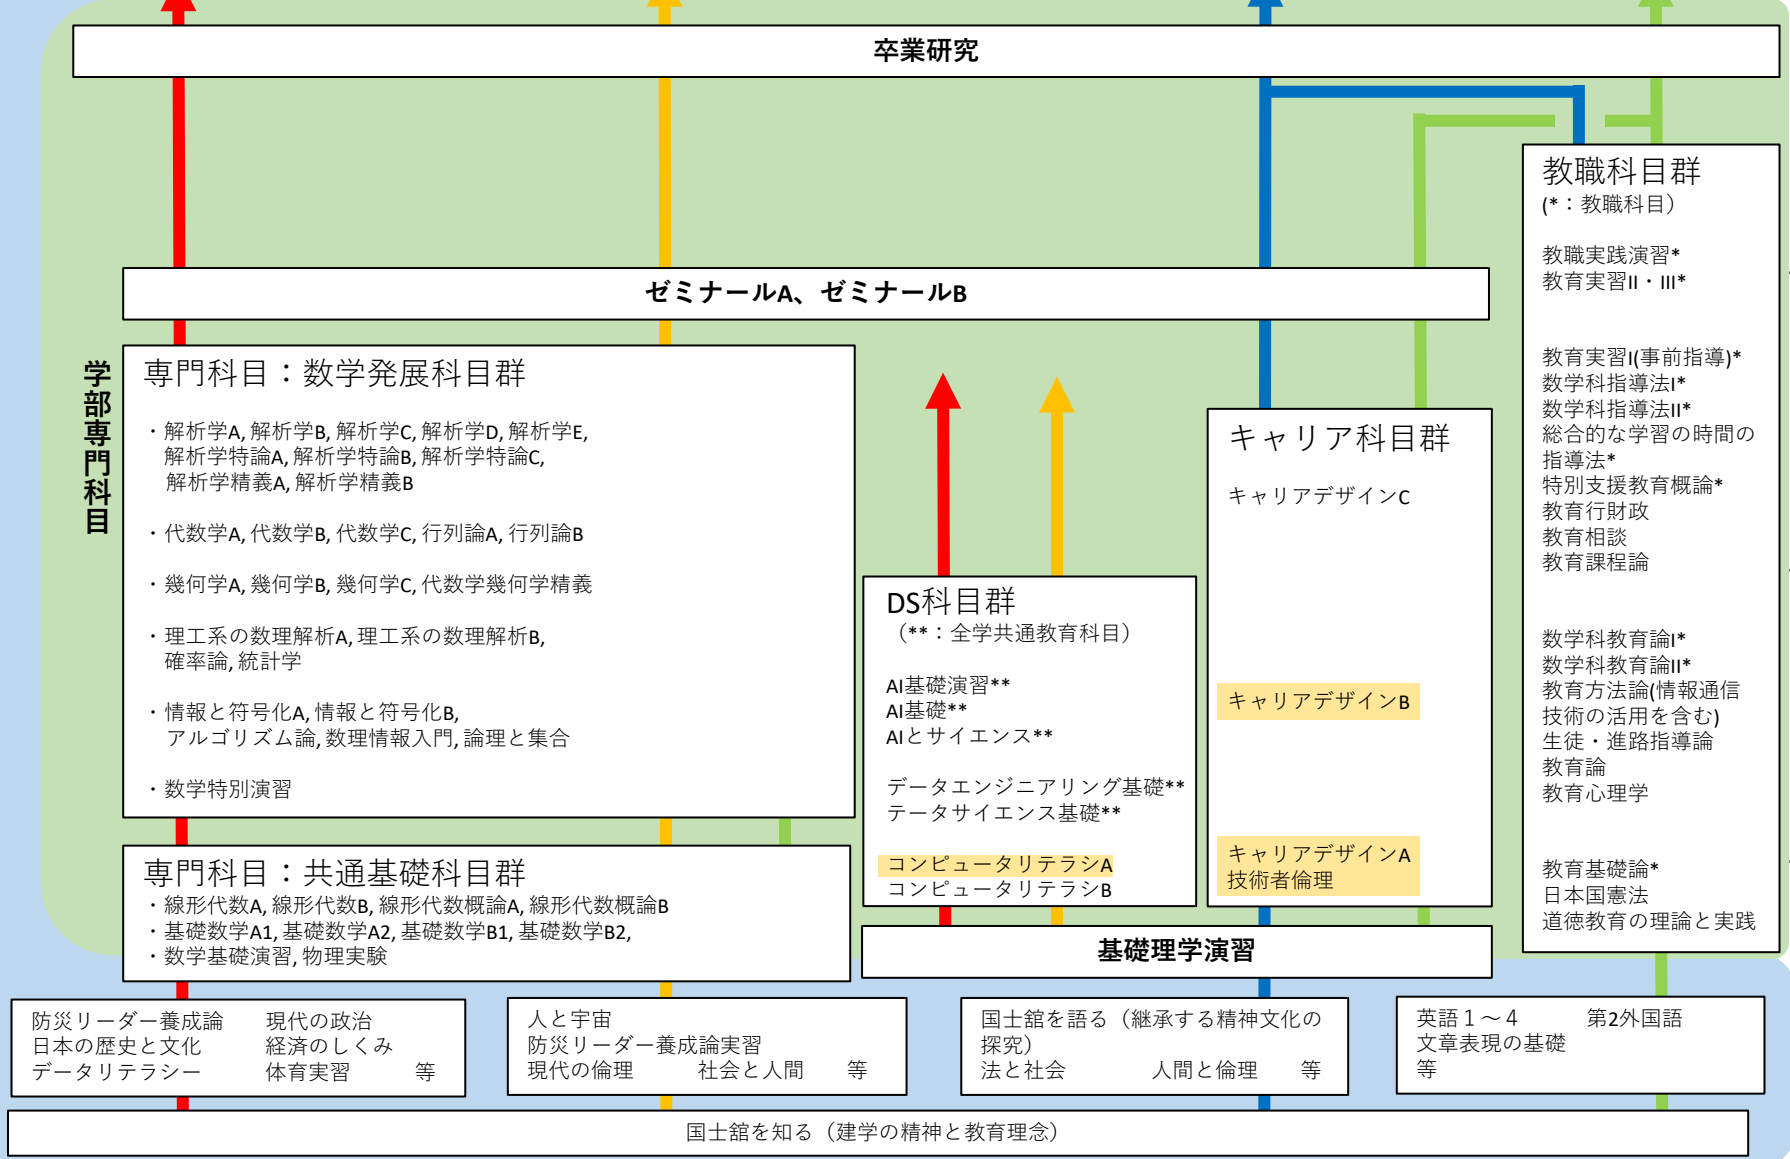 卒業研究
ゼミナールA、ゼミナールB
学部専門科目
専門科目：数学発展科目群
・解析学A, 解析学B, 解析学C, 解析学D, 解析学E,
解析学特論A, 解析学特論B, 解析学特論C,
解析学精義A, 解析学精義B
・代数学A, 代数学B, 代数学C, 行列論A, 行列論B
・幾何学A, 幾何学B, 幾何学C, 代数学幾何学精義
・理工系の数理解析A, 理工系の数理解析B,
確率論, 統計学
・情報と符号化A, 情報と符号化B,
アルゴリズム論, 数理情報入門, 論理と集合
・数学特別演習
専門科目：共通基礎科目群
・線形代数A, 線形代数B, 線形代数概論A, 線形代数概論B
・基礎数学A1, 基礎数学A2, 基礎数学B1, 基礎数学B2,
・数学基礎演習, 物理実験
DS科目群
（**：全学共通教育科目）
AI基礎演習**
AI基礎**
AIとサイエンス**
データエンジニアリング基礎**
テータサイエンス基礎**
コンピュータリテラシA
コンピュータリテラシB
キャリア科目群
キャリアデザインC
キャリアデザインB
キャリアデザインA
技術者倫理
基礎理学演習
教職科目群
(*：教職科目）
教職実践演習*
教育実習II・III*
教育実習I(事前指導)*
数学科指導法I*
数学科指導法II*
総合的な学習の時間の
指導法*
特別支援教育概論*
教育行財政
教育相談
教育課程論
数学科教育論I*
数学科教育論II*
教育方法論(情報通信
技術の活用を含む)
生徒・進路指導論
教育論
教育心理学
教育基礎論*
日本国憲法
道徳教育の理論と実践
防災リーダー養成論 現代の政治
日本の歴史と文化 経済のしくみ
データリテラシー 体育実習 等
人と宇宙
防災リーダー養成論実習
現代の倫理 社会と人間 等
国士舘を語る（継承する精神文化の
探究）
法と社会 人間と倫理 等
英語１～４ 第2外国語
文章表現の基礎
等
国士舘を知る（建学の精神と教育理念）